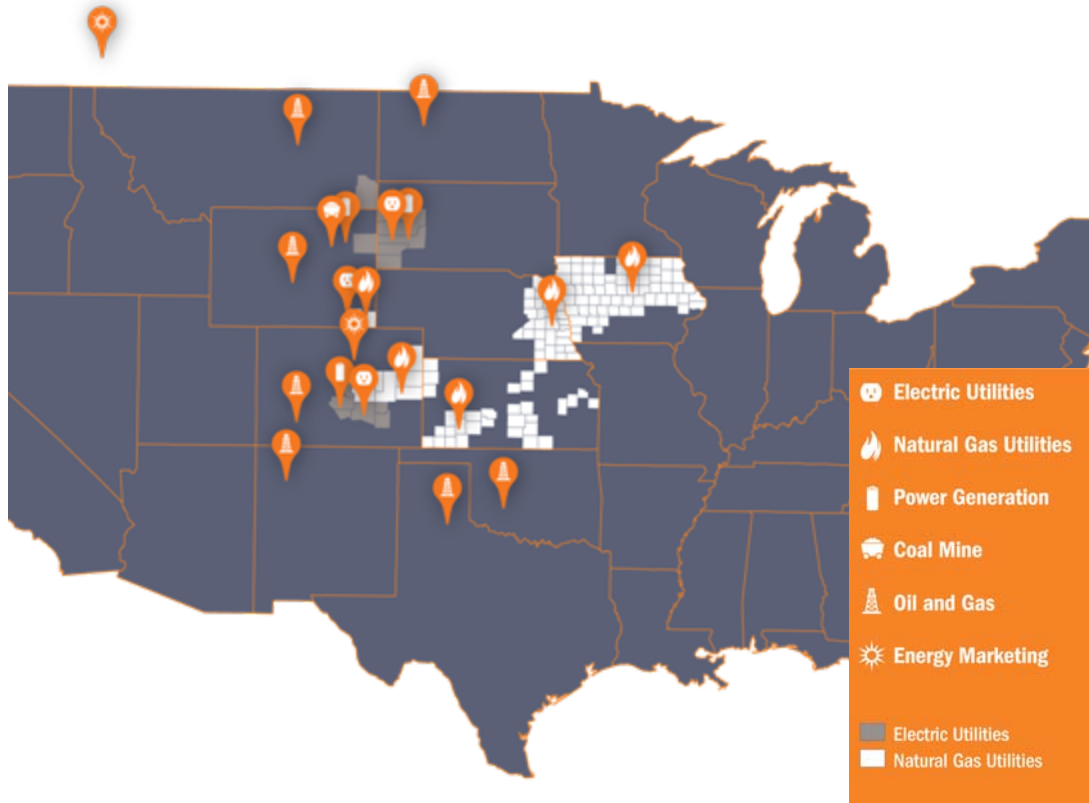 Electric Utilities
Natural Gas Utilities
Power Generation
Coal Mine
Oil and Gas
Energy Marketing
Electric Utilities
Natural Gas Utilities